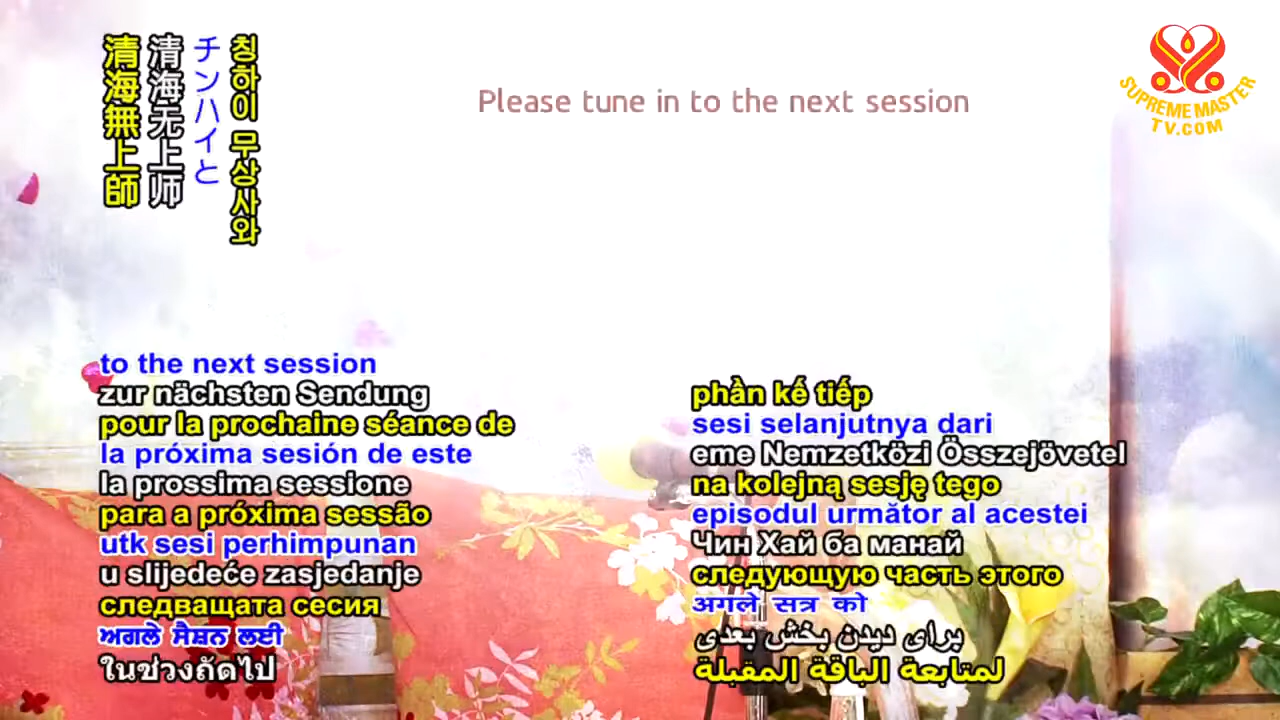 清海無上師
清海无上师
チンハイと
칭하이 무상사와
Please tune in to the next session
SUPREME MASTER
TV.COM
to the next session
zur nächsten Sendung
pour la prochaine séance de
la próxima sesión de este
la prossima sessione
para a próxima sessão
utk sesi perhimpunan
u slijedeće zasjedanje
следващата сесия
ਅਗਲੇ ਸੈਸ਼ਨ ਲਈ
ในช่วงถัดไป
phần kế tiếp
sesi selanjutnya dari
eme Nemzetközi Összejövetel
na kolejną sesję tego
episodul următor al acestei
Чин Хай ба манай
следующую часть этого
अगले सत्र को
برای دیدن بخش بعدی
لمتابعة الباقة المقبلة